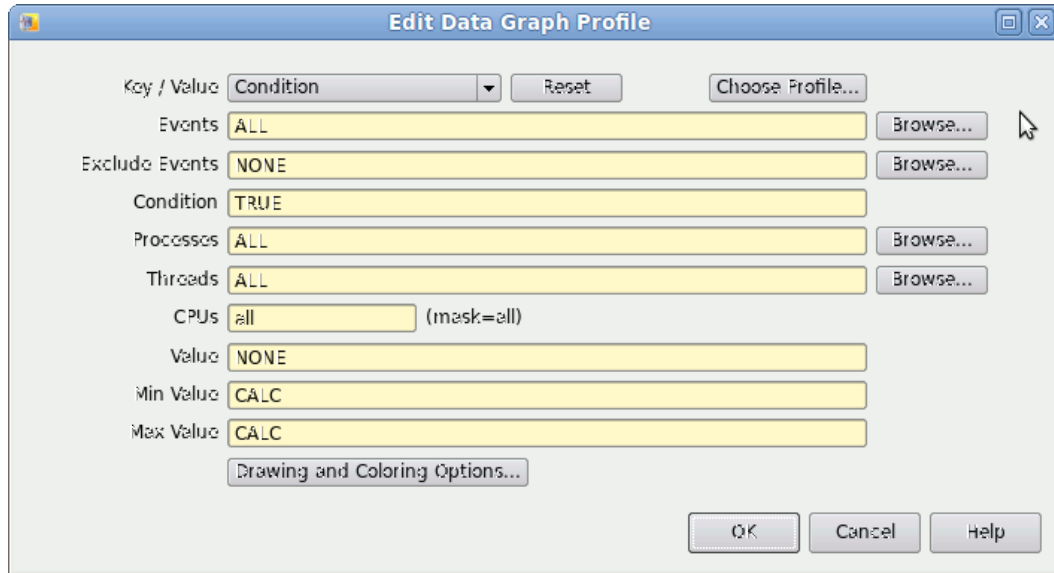 Edit Data Graph Profile
Key / Value Condition Reset Choose Profile...
Events ALL Browse...
Exclude Events NONE Browse...
Condition TRUE
Processes ALL Browse...
Threads ALL Browse...
CPUs all (mask=all)
Value NONE
Min Value CALC
Max Value CALC
Drawing and Coloring Options...
OK Cancel Help